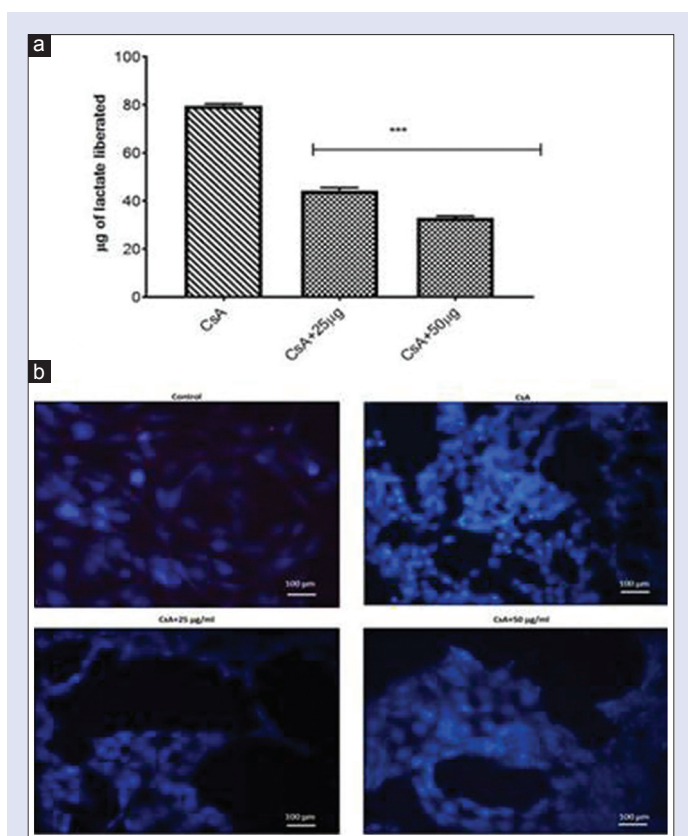 a
100
80
60
40
20
0
µg of lactate liberated
***
CsA
CsA+25µg
CsA+50µg
b
Control
CsA
100 µm
100 µm
CsA+25 µg/ml
CsA+50 µg/ml
100 µm
100 µm